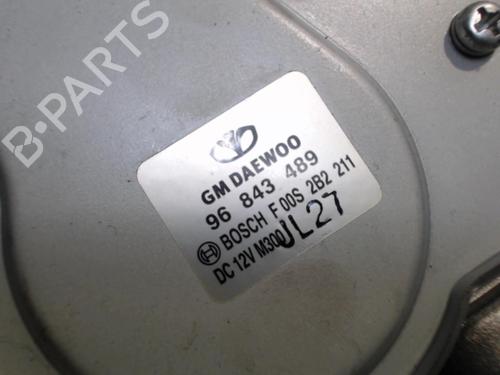 B-PARTS
GM DAEWOO
96 843 489
BOSCH F 00S 2B2 211
DC 12V M300
JL27